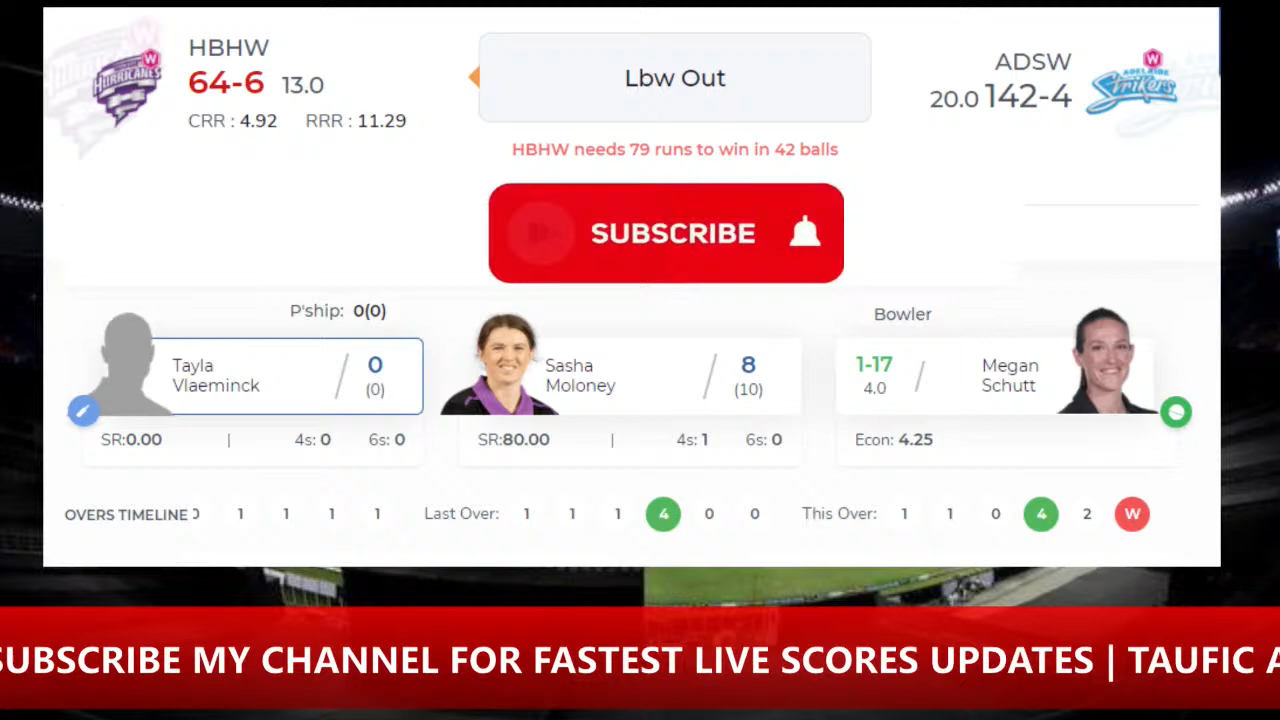 HBHW
64-6 13.0
CRR : 4.92 RRR : 11.29
HURRICANES
W
Lbw Out
HBHW needs 79 runs to win in 42 balls
ADSW
20.0 142-4
W
ADELAIDE
Strikers
SUBSCRIBE
P'ship: 0(0)
Bowler
Tayla
Vlaeminck
0
(0)
Sasha
Moloney
8
(10)
1-17
4.0
Megan
Schutt
SR:0.00 | 4s: 0 6s: 0
SR:80.00 | 4s: 1 6s: 0
Econ: 4.25
OVERS TIMELINE 1 1 1 1 Last Over: 1 1 1 4 0 0 This Over: 1 1 0 4 2 W
SUBSCRIBE MY CHANNEL FOR FASTEST LIVE SCORES UPDATES | TAUFIC A